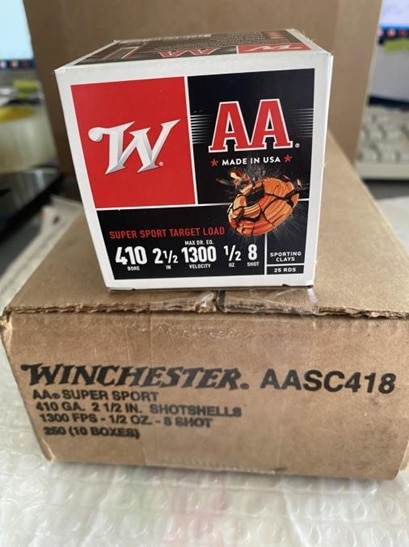 W®
AA®
★ MADE IN USA ★
SUPER SPORT TARGET LOAD
410 BORE 2 1/2 IN MAX DR. EQ. 1300 VELOCITY 1/2 OZ 8 SHOT
SPORTING CLAYS
25 RDS
WINCHESTER® AASC418
AA® SUPER SPORT
410 GA. 2 1/2 IN. SHOTSHELLS
1300 FPS - 1/2 OZ. - 8 SHOT
250 (10 BOXES)